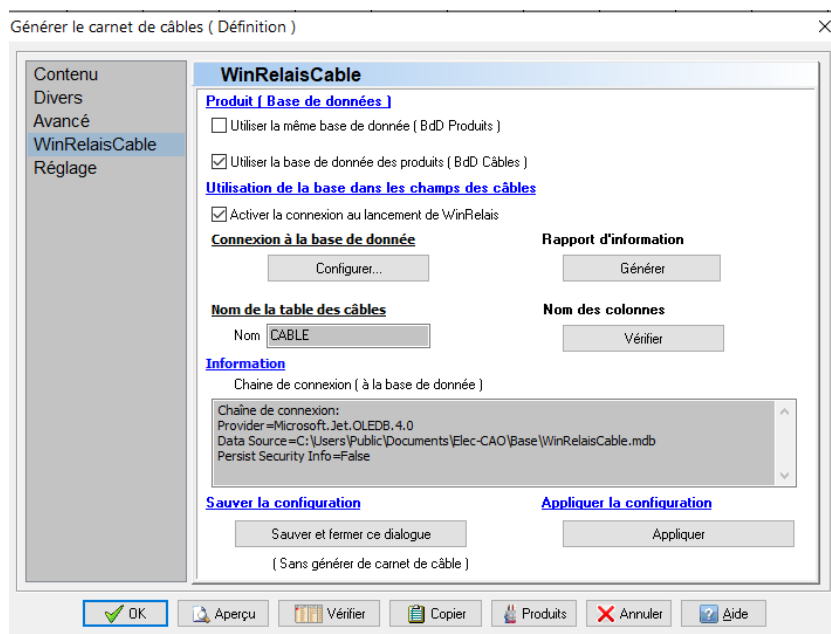 Générer le carnet de câbles ( Définition )
Contenu
Divers
Avancé
WinRelaisCable
Réglage
WinRelaisCable
Produit ( Base de données )
Utiliser la même base de donnée ( BdD Produits )
Utiliser la base de donnée des produits ( BdD Câbles )
Utilisation de la base dans les champs des câbles
Activer la connexion au lancement de WinRelais
Connexion à la base de donnée Rapport d'information
Configurer... Générer
Nom de la table des câbles Nom des colonnes
Nom CABLE Vérifier
Information
Chaine de connexion ( à la base de donnée )
Chaîne de connexion:
Provider=Microsoft.Jet.OLEDB.4.0
Data Source=C:\Users\Public\Documents\Elec-CAO\Base\WinRelaisCable.mdb
Persist Security Info=False
Sauver la configuration Appliquer la configuration
Sauver et fermer ce dialogue Appliquer
( Sans générer de carnet de câble )
OK Aperçu Vérifier Copier Produits Annuler Aide